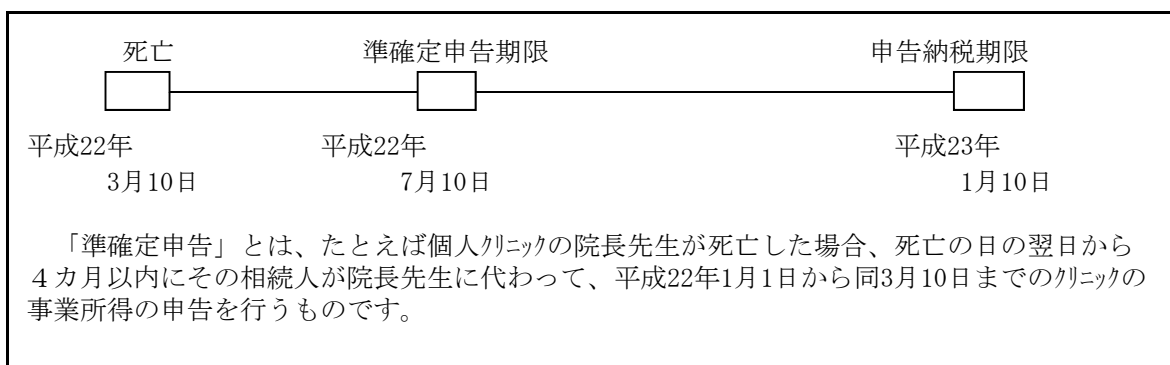 死亡 準確定申告期限 申告納税期限
平成22年 平成22年 平成23年
3月10日 7月10日 1月10日
「準確定申告」とは、たとえば個人ｸﾘﾆｯｸの院長先生が死亡した場合、死亡の日の翌日から
４カ月以内にその相続人が院長先生に代わって、平成22年1月1日から同3月10日までのｸﾘﾆｯｸの
事業所得の申告を行うものです。